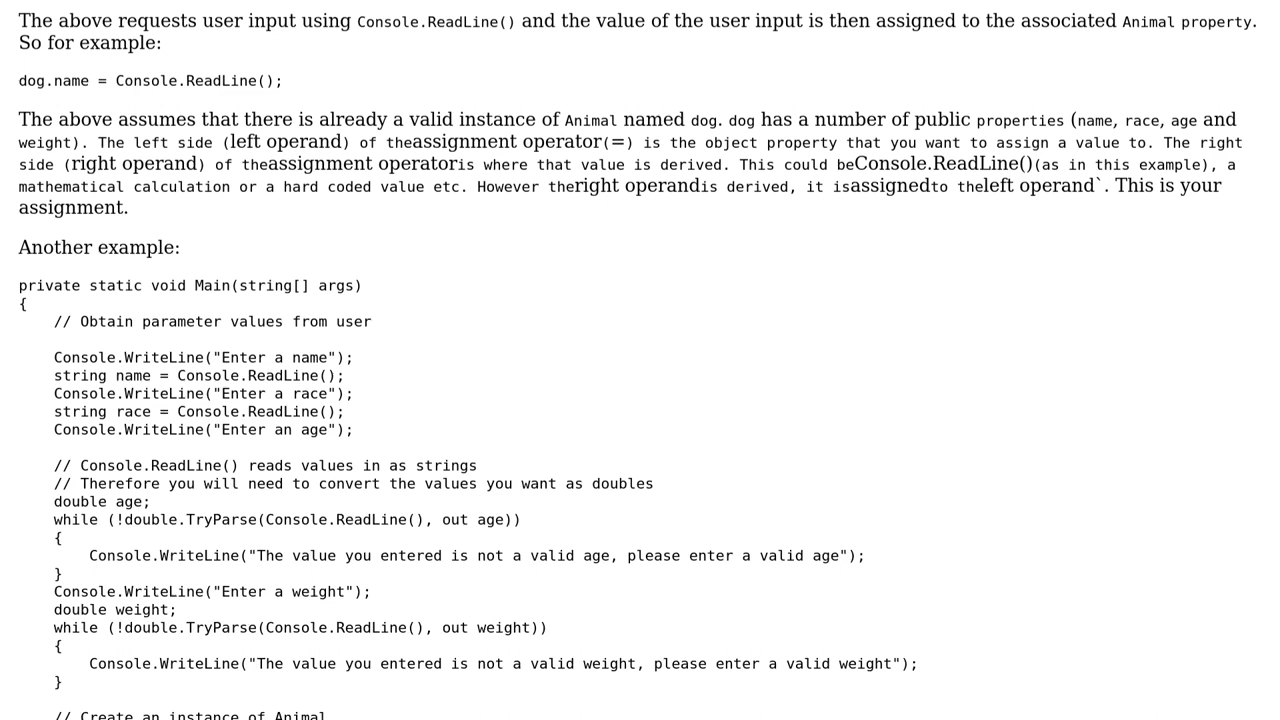 The above requests user input using Console.ReadLine() and the value of the user input is then assigned to the associated Animal property.
So for example:
dog.name = Console.ReadLine();
The above assumes that there is already a valid instance of Animal named dog. dog has a number of public properties (name, race, age and
weight). The left side (left operand) of theassignment operator(=) is the object property that you want to assign a value to. The right
side (right operand) of theassignment operatoris where that value is derived. This could beConsole.ReadLine()(as in this example), a
mathematical calculation or a hard coded value etc. However theright operandis derived, it isassignedto theleft operand`. This is your
assignment.
Another example:
private static void Main(string[] args)
{
    // Obtain parameter values from user
    Console.WriteLine("Enter a name");
    string name = Console.ReadLine();
    Console.WriteLine("Enter a race");
    string race = Console.ReadLine();
    Console.WriteLine("Enter an age");
    // Console.ReadLine() reads values in as strings
    // Therefore you will need to convert the values you want as doubles
    double age;
    while (!double.TryParse(Console.ReadLine(), out age))
    {
        Console.WriteLine("The value you entered is not a valid age, please enter a valid age");
    }
    Console.WriteLine("Enter a weight");
    double weight;
    while (!double.TryParse(Console.ReadLine(), out weight))
    {
        Console.WriteLine("The value you entered is not a valid weight, please enter a valid weight");
    }
    // Create an instance of Animal